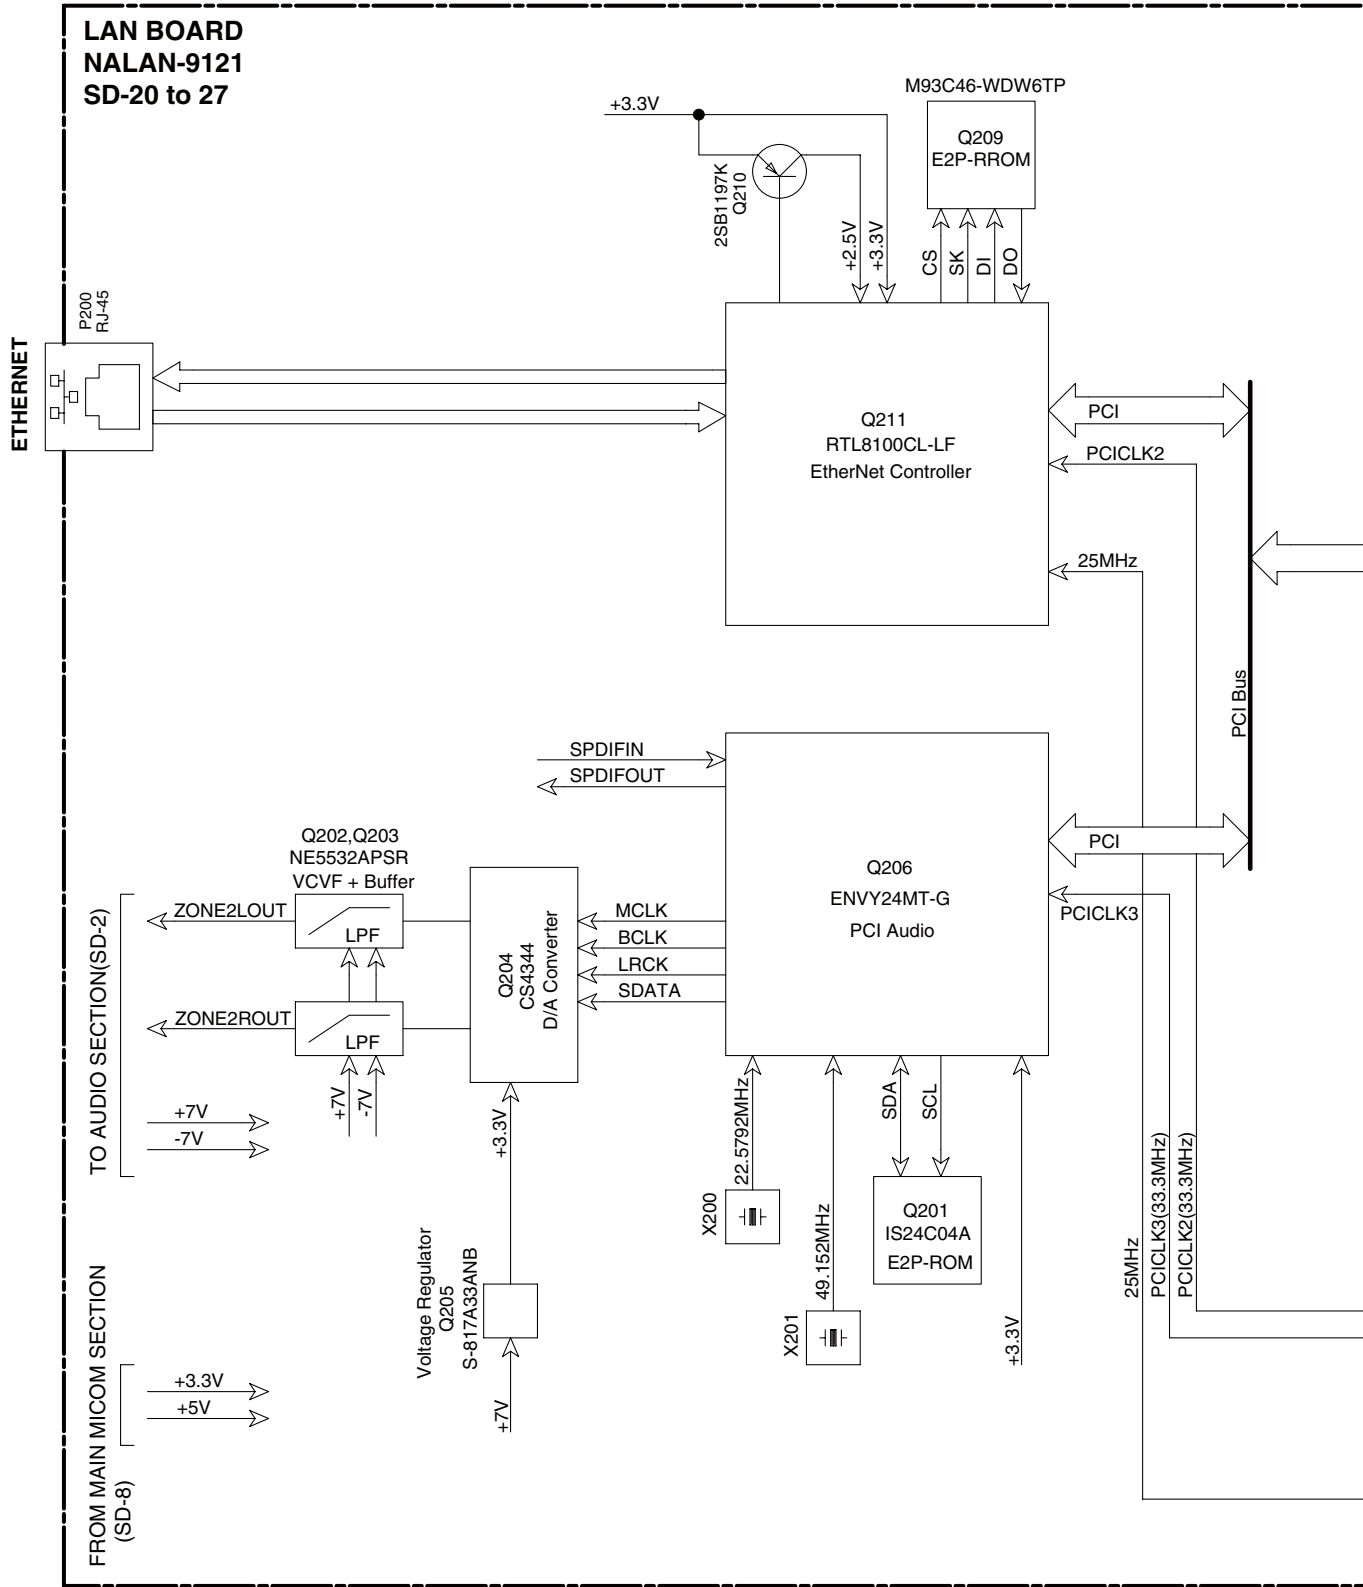 LAN BOARD
NALAN-9121
SD-20 to 27
+3.3V
2SB1197K
Q210
+2.5V
+3.3V
M93C46-WDW6TP
Q209
E2P-RROM
CS
SK
DI
DO
ETHERNET
P200
RJ-45
Q211
RTL8100CL-LF
EtherNet Controller
PCI
PCICLK2
25MHz
PCI Bus
SPDIFIN
SPDIFOUT
Q206
ENVY24MT-G
PCI Audio
PCI
PCICLK3
Q202,Q203
NE5532APSR
VCVF + Buffer
LPF
LPF
ZONE2LOUT
ZONE2ROUT
Q204
CS4344
D/A Converter
MCLK
BCLK
LRCK
SDATA
TO AUDIO SECTION(SD-2)
+7V
-7V
+7V
-7V
+3.3V
Voltage Regulator
Q205
S-817A33ANB
+7V
X200
22.5792MHz
X201
49.152MHz
SDA
SCL
Q201
IS24C04A
E2P-ROM
+3.3V
25MHz
PCICLK3(33.3MHz)
PCICLK2(33.3MHz)
FROM MAIN MICOM SECTION
(SD-8)
+3.3V
+5V